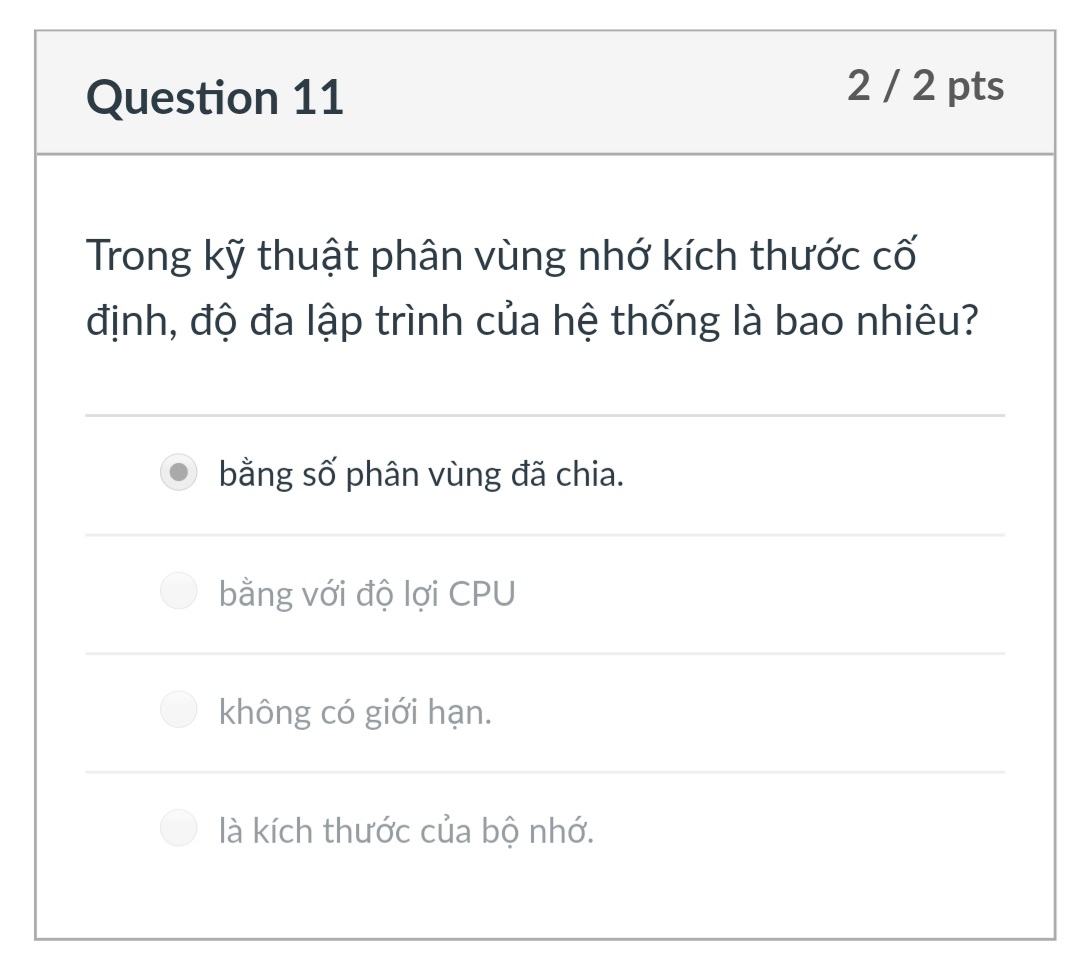 Question 11
2 / 2 pts
Trong kỹ thuật phân vùng nhớ kích thước cố
định, độ đa lập trình của hệ thống là bao nhiêu?
bằng số phân vùng đã chia.
bằng với độ lợi CPU
không có giới hạn.
là kích thước của bộ nhớ.